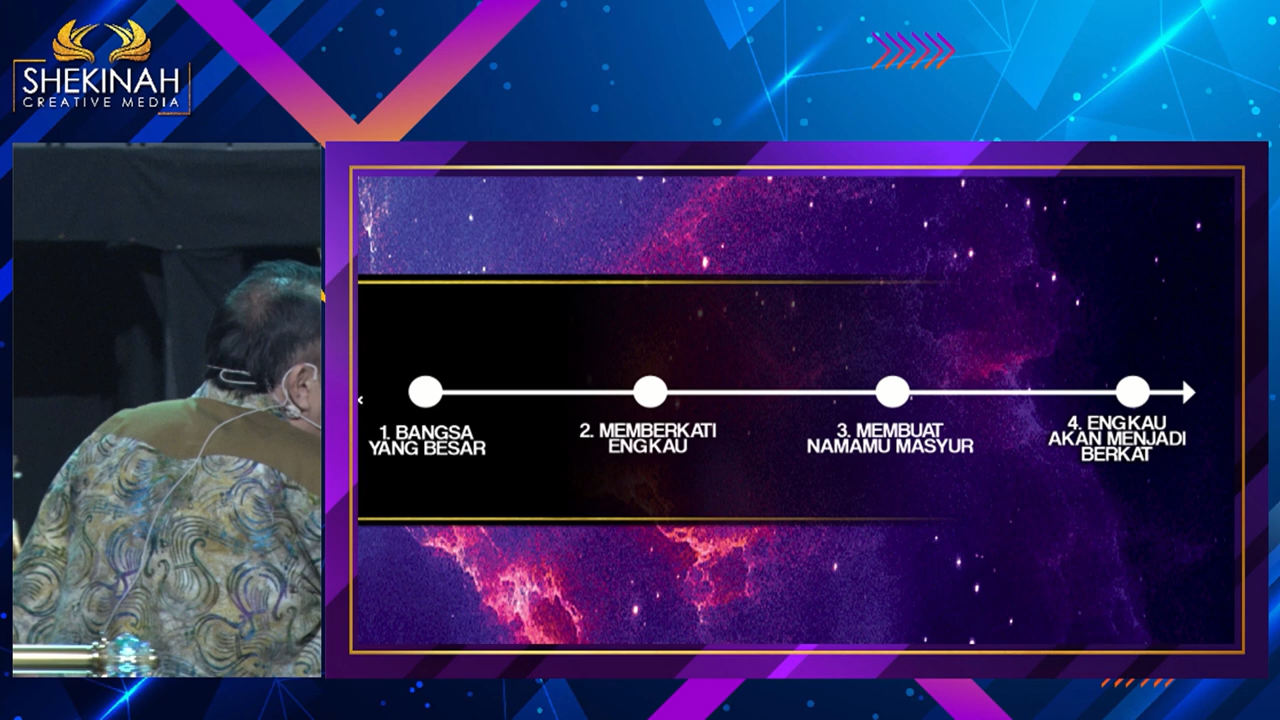 SHEKINAH
CREATIVE MEDIA
1. BANGSA
YANG BESAR
2. MEMBERKATI
ENGKAU
3. MEMBUAT
NAMAMU MASYUR
4. ENGKAU
AKAN MENJADI
BERKAT